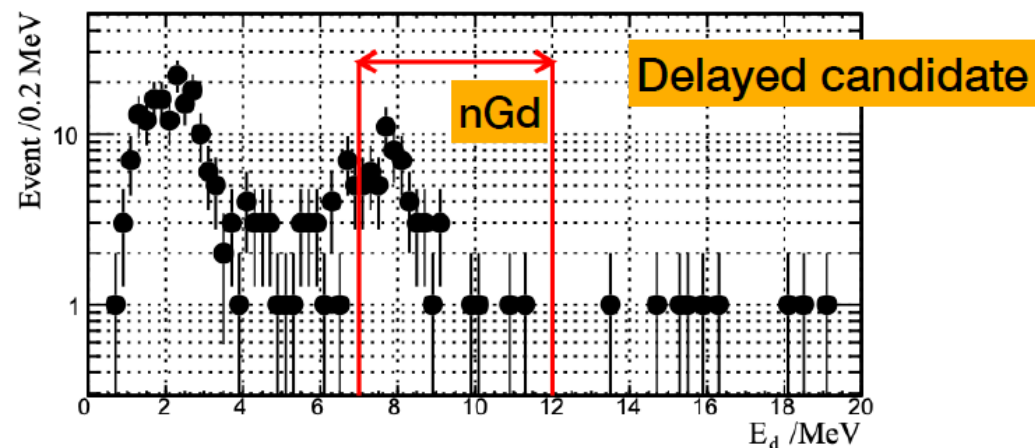 Event /0.2 MeV
10
1
nGd
Delayed candidate
0 2 4 6 8 10 12 14 16 18 20
E_d /MeV